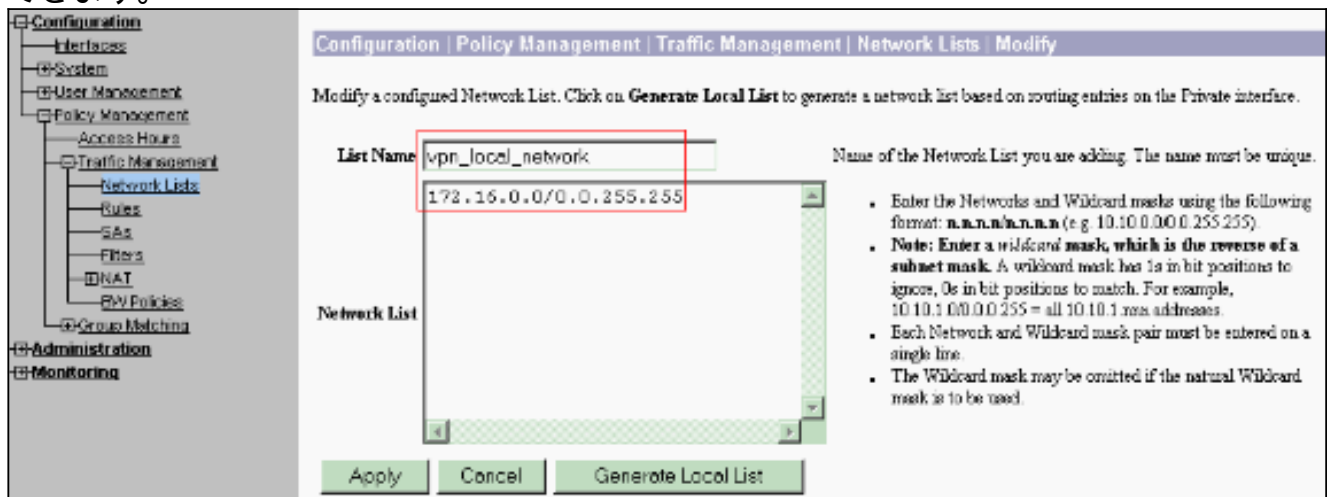 できます。
Configuration
Interfaces
System
User Management
Policy Management
Access Hours
Traffic Management
Network Lists
Rules
SAs
Filters
NAT
BW Policies
Group Matching
Administration
Monitoring
Configuration | Policy Management | Traffic Management | Network Lists | Modify
Modify a configured Network List. Click on Generate Local List to generate a network list based on routing entries on the Private interface.
List Name
vpn_local_network
Name of the Network List you are adding. The name must be unique.
Network List
172.16.0.0/0.0.255.255
• Enter the Networks and Wildcard masks using the following
format: n.n.n.n/n.n.n.n (e.g. 10.10.0.0/0.0.255.255).
• Note: Enter a wildcard mask, which is the reverse of a
subnet mask. A wildcard mask has 1s in bit positions to
ignore, 0s in bit positions to match. For example,
10.10.1.0/0.0.0.255 = all 10.10.1.nnn addresses.
• Each Network and Wildcard mask pair must be entered on a
single line.
• The Wildcard mask may be omitted if the natural Wildcard
mask is to be used.
Apply
Cancel
Generate Local List